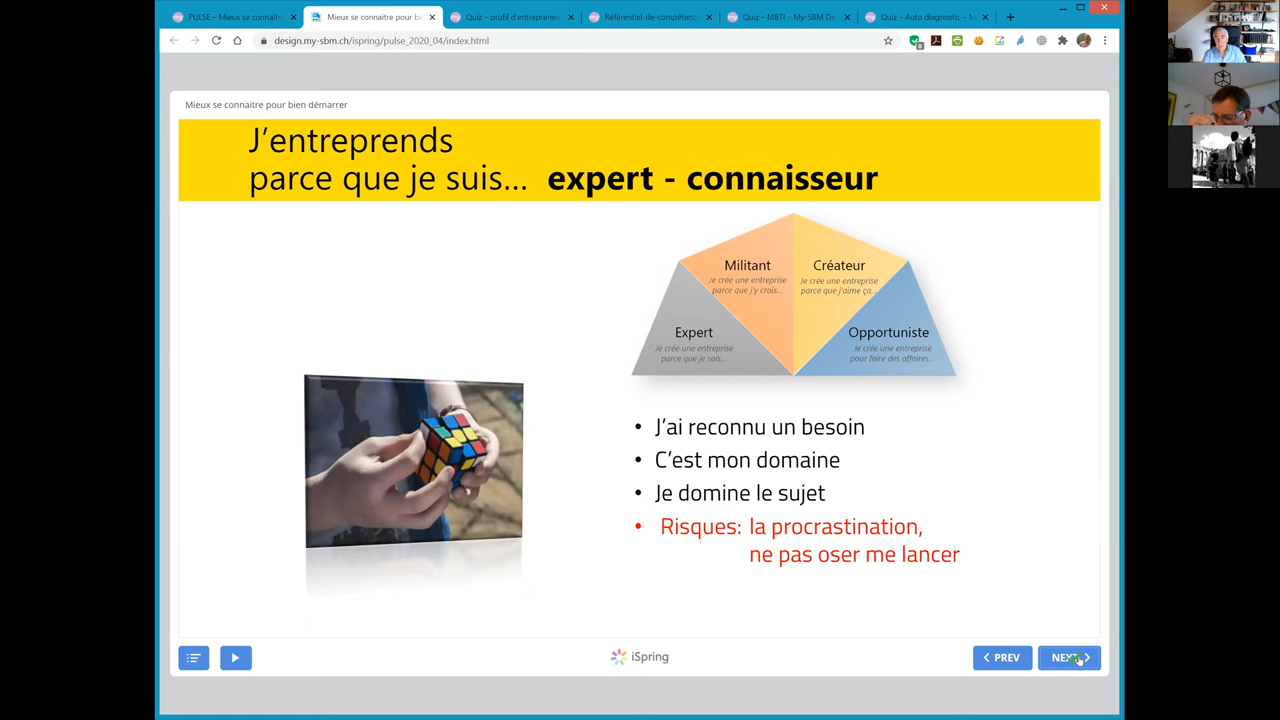 PULSE – Mieux se connaitr
Mieux se connaitre pour bi
Quiz – profil d'entrepreneu
Référentiel-de-compétenc
Quiz – MBTI – My-SBM De
Quiz – Auto diagnostic – M
design.my-sbm.ch/ispring/pulse_2020_04/index.html
Mieux se connaitre pour bien démarrer
J'entreprends
parce que je suis... expert - connaisseur
Militant
Je crée une entreprise
parce que j'y crois...
Créateur
Je crée une entreprise
parce que j'aime ça...
Expert
Je crée une entreprise
parce que je sais...
Opportuniste
Je crée une entreprise
pour faire des affaires...
• J'ai reconnu un besoin
• C'est mon domaine
• Je domine le sujet
• Risques: la procrastination,
ne pas oser me lancer
iSpring
PREV
NEXT